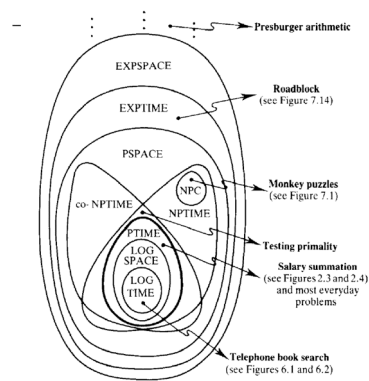 Presburger arithmetic
EXPSPACE
EXPTIME
Roadblock
(see Figure 7.14)
PSPACE
NPC
Monkey puzzles
(see Figure 7.1)
co-NPTIME
NPTIME
PTIME
Testing primality
LOG
SPACE
Salary summation
(see Figures 2.3 and 2.4)
and most everyday
problems
LOG
TIME
Telephone book search
(see Figures 6.1 and 6.2)